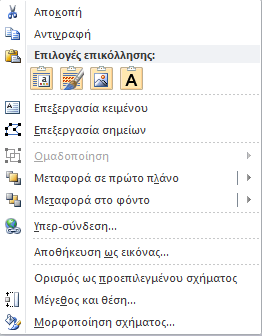 Αποκοπή
Αντιγραφή
Επιλογές επικόλλησης:
a
A
Επεξεργασία κειμένου
Επεξεργασία σημείων
Ομαδοποίηση
Μεταφορά σε πρώτο πλάνο
Μεταφορά στο φόντο
Υπερ-σύνδεση...
Αποθήκευση ως εικόνας...
Ορισμός ως προεπιλεγμένου σχήματος
Μέγεθος και θέση...
Μορφοποίηση σχήματος...